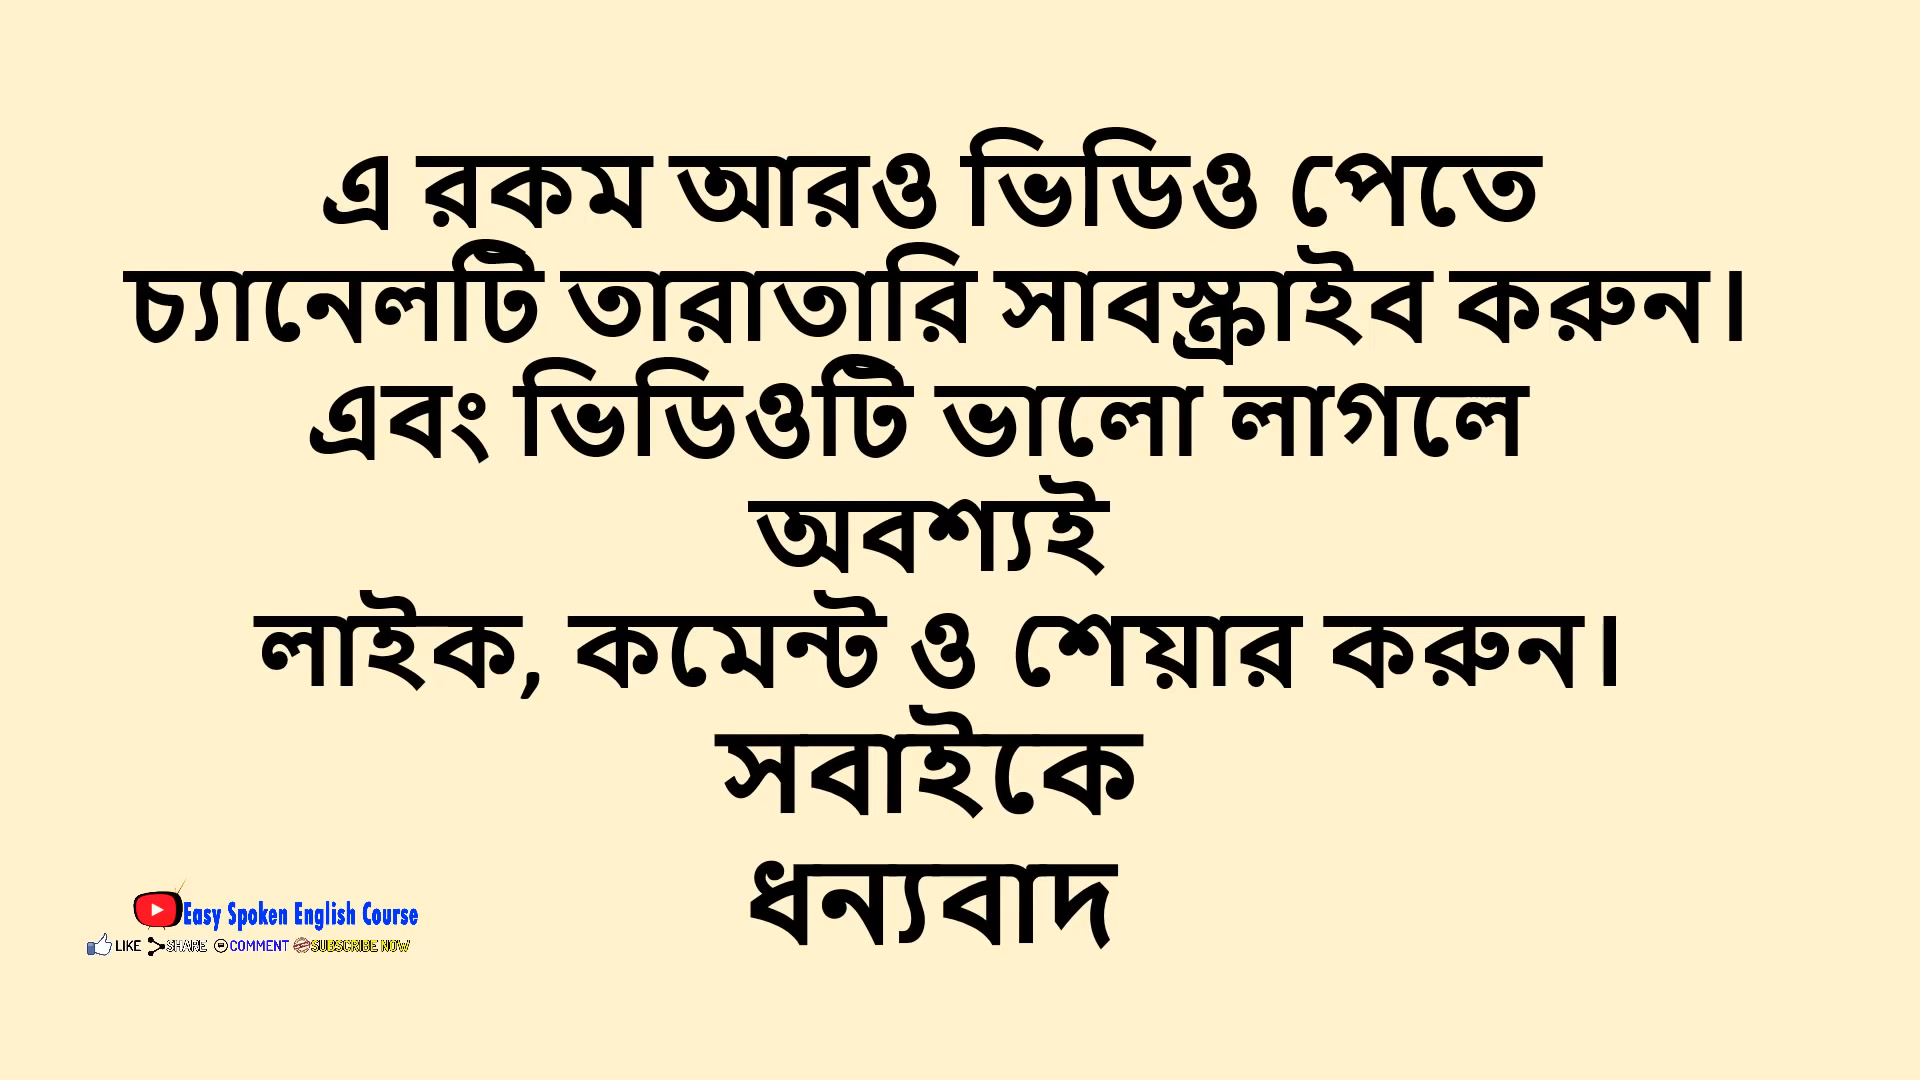 এ রকম আরও ভিডিও পেতে
চ্যানেলটি তারাতারি সাবস্ক্রাইব করুন।
এবং ভিডিওটি ভালো লাগলে
অবশ্যই
লাইক, কমেন্ট ও শেয়ার করুন।
সবাইকে
ধন্যবাদ
Easy Spoken English Course
LIKE SHARE COMMENT SUBSCRIBE NOW